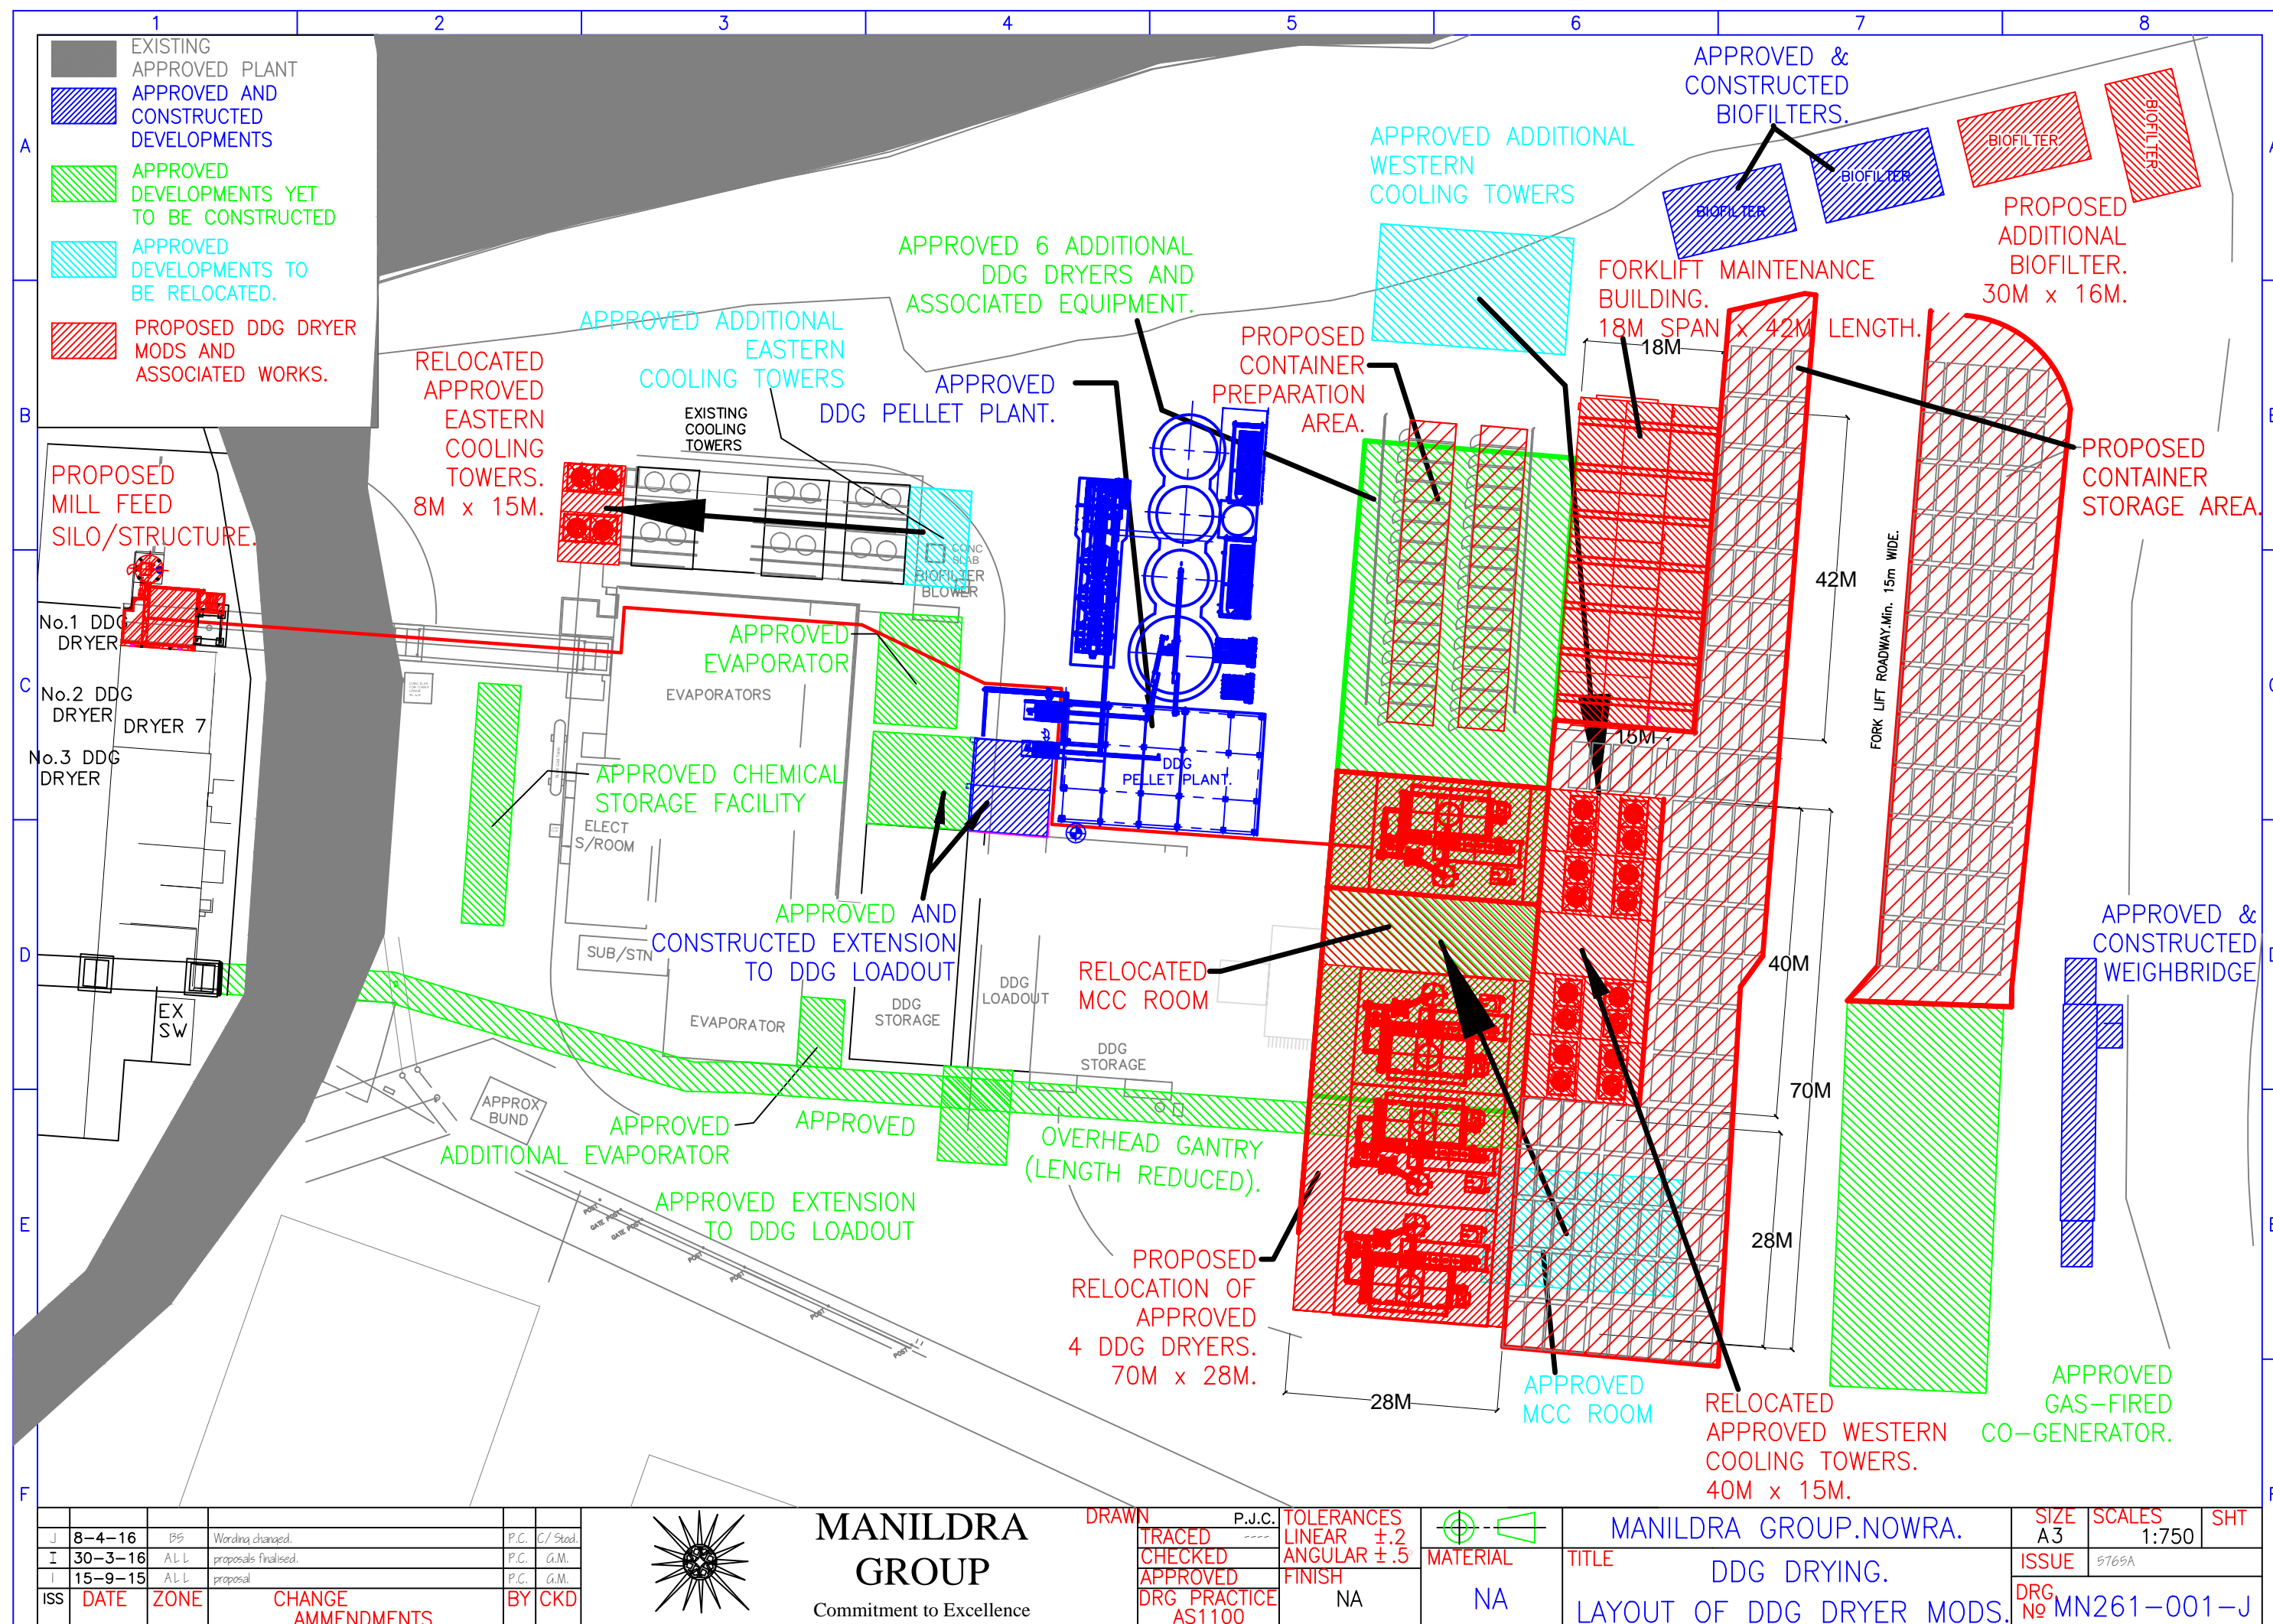 1 2 3 4 5 6 7 8
A
B
C
D
E
F
EXISTING
APPROVED PLANT
APPROVED AND
CONSTRUCTED
DEVELOPMENTS
APPROVED
DEVELOPMENTS YET
TO BE CONSTRUCTED
APPROVED
DEVELOPMENTS TO
BE RELOCATED.
PROPOSED DDG DRYER
MODS AND
ASSOCIATED WORKS.
APPROVED &
CONSTRUCTED
BIOFILTERS.
BIOFILTER
BIOFILTER
BIOFILTER
BIOFILTER
PROPOSED
ADDITIONAL
BIOFILTER.
30M x 16M.
APPROVED ADDITIONAL
WESTERN
COOLING TOWERS
APPROVED 6 ADDITIONAL
DDG DRYERS AND
ASSOCIATED EQUIPMENT.
FORKLIFT MAINTENANCE
BUILDING.
18M SPAN x 42M LENGTH.
18M
PROPOSED
CONTAINER
PREPARATION
AREA.
APPROVED ADDITIONAL
EASTERN
COOLING TOWERS
RELOCATED
APPROVED
EASTERN
COOLING
TOWERS.
8M x 15M.
EXISTING
COOLING
TOWERS
APPROVED
DDG PELLET PLANT.
PROPOSED
CONTAINER
STORAGE AREA.
PROPOSED
MILL FEED
SILO/STRUCTURE.
CONC
SLAB
BIOFILTER
BLOWER
FORK LIFT ROADWAY.Min. 15m WIDE.
42M
No.1 DDG
DRYER
No.2 DDG
DRYER
DRYER 7
No.3 DDG
DRYER
APPROVED
EVAPORATOR
EVAPORATORS
15M
DDG
PELLET PLANT.
APPROVED CHEMICAL
STORAGE FACILITY
ELECT
S/ROOM
APPROVED AND
CONSTRUCTED EXTENSION
TO DDG LOADOUT
SUB/STN
EVAPORATOR
DDG
STORAGE
DDG
LOADOUT
DDG
STORAGE
RELOCATED
MCC ROOM
40M
70M
28M
APPROVED &
CONSTRUCTED
WEIGHBRIDGE
EX
SW
APPROX
BUND
APPROVED
ADDITIONAL EVAPORATOR
APPROVED
OVERHEAD GANTRY
(LENGTH REDUCED).
APPROVED EXTENSION
TO DDG LOADOUT
POST
GATE POST
GATE POST
POST
POST
POST
POST
PROPOSED
RELOCATION OF
APPROVED
4 DDG DRYERS.
70M x 28M.
28M
APPROVED
MCC ROOM
RELOCATED
APPROVED WESTERN
COOLING TOWERS.
40M x 15M.
APPROVED
GAS-FIRED
CO-GENERATOR.
J 8-4-16 B5 Wording changed. P.C. C/Stod.
I 30-3-16 ALL proposals finalised. P.C. G.M.
I 15-9-15 ALL proposal P.C. G.M.
ISS DATE ZONE CHANGE AMMENDMENTS BY CKD
MANILDRA
GROUP
Commitment to Excellence
DRAWN P.J.C.
TRACED ----
CHECKED
APPROVED
DRG PRACTICE
AS1100
TOLERANCES
LINEAR ±.2
ANGULAR ±.5
FINISH
NA
MATERIAL
NA
MANILDRA GROUP.NOWRA.
TITLE
DDG DRYING.
LAYOUT OF DDG DRYER MODS.
SIZE
A3
SCALES
1:750
SHT
ISSUE 5765A
DRG
Nº MN261-001-J